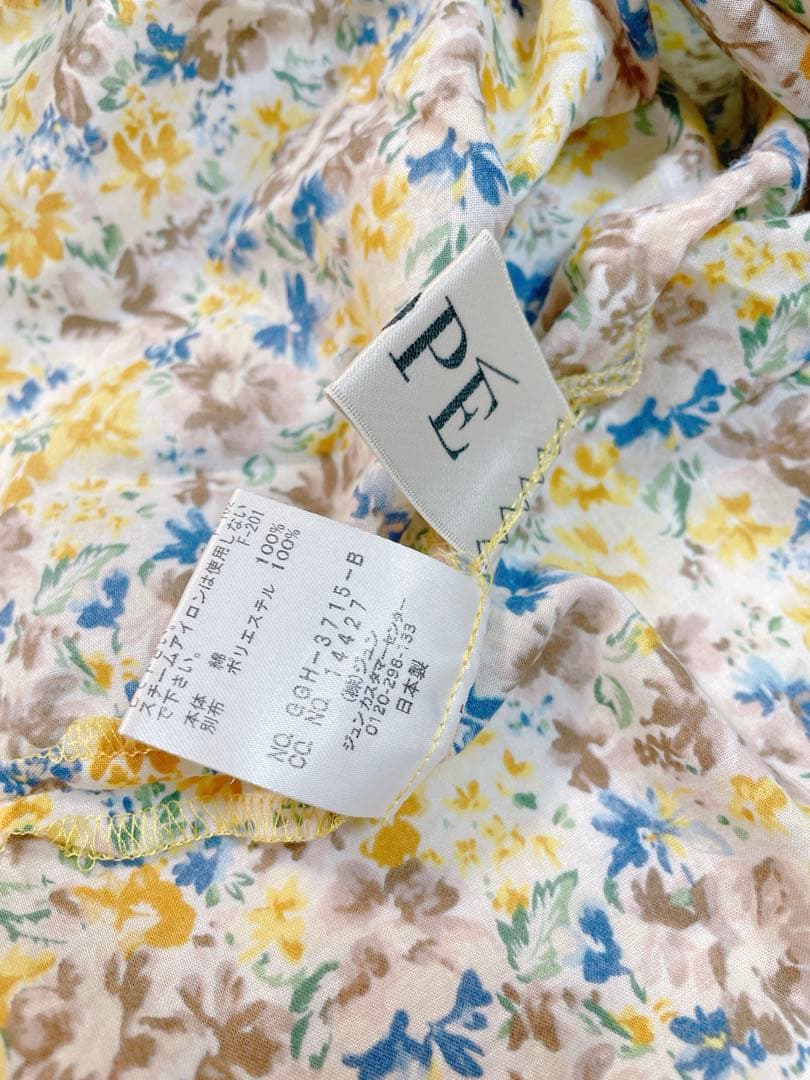 PÉ
スチームアイロンは使用しない
で下さい。 F-201
本体 綿 100%
別布 ポリエステル 100%
NO. GGH-3715-B
CO. NO. 14427
(株)ジュン
ジュン カスタマーセンター
0120-298-133
日本製